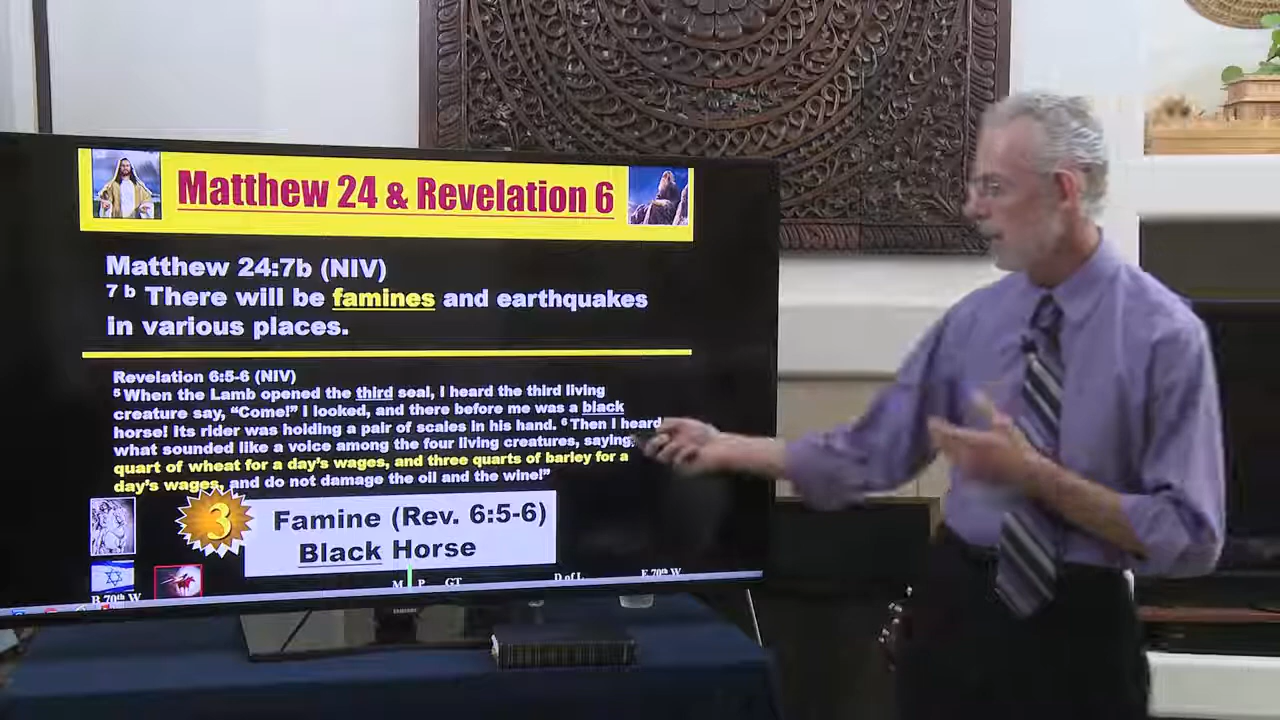 Matthew 24 & Revelation 6
Matthew 24:7b (NIV)
7 b There will be famines and earthquakes
in various places.
Revelation 6:5-6 (NIV)
5 When the Lamb opened the third seal, I heard the third living
creature say, “Come!” I looked, and there before me was a black
horse! Its rider was holding a pair of scales in his hand. 6 Then I heard
what sounded like a voice among the four living creatures, saying,
quart of wheat for a day’s wages, and three quarts of barley for a
day’s wages, and do not damage the oil and the wine!”
3
Famine (Rev. 6:5-6)
Black Horse
M P GT D of L E 70th W
B 70th W
SAMSUNG